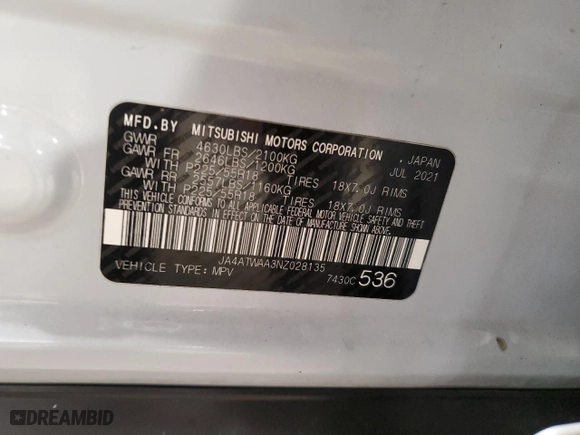 MFD.BY MITSUBISHI MOTORS CORPORATION , JAPAN
GVWR 4630LBS/2100KG JUL 2021
GAWR FR 2646LBS/1200KG
WITH P225/55R18 TIRES 18X7.0J RIMS
GAWR RR 2557LBS/1160KG
WITH P225/55R18 TIRES 18X7.0J RIMS
THIS VEHICLE CONFORMS TO ALL APPLICABLE FEDERAL MOTOR VEHICLE SAFETY AND THEFT
PREVENTION STANDARDS IN EFFECT ON THE DATE OF MANUFACTURE SHOWN ABOVE.
JA4ATWAA3NZ028135
VEHICLE TYPE:MPV 7430C 536
DREAMBID